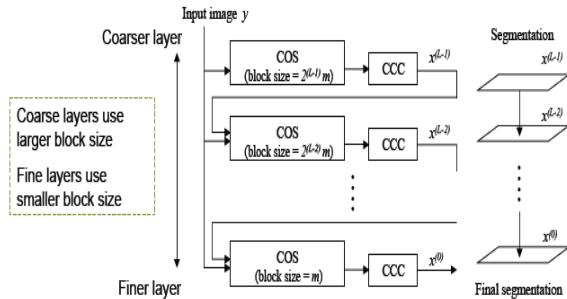 Input image y
Coarser layer
Segmentation
COS
(block size = 2^(L-1) m)
CCC
x^(L-1)
x^(L-1)
Coarse layers use
larger block size
Fine layers use
smaller block size
COS
(block size = 2^(L-2) m)
CCC
x^(L-2)
x^(L-2)
COS
(block size = m)
CCC
x^(0)
x^(0)
Finer layer
Final segmentation